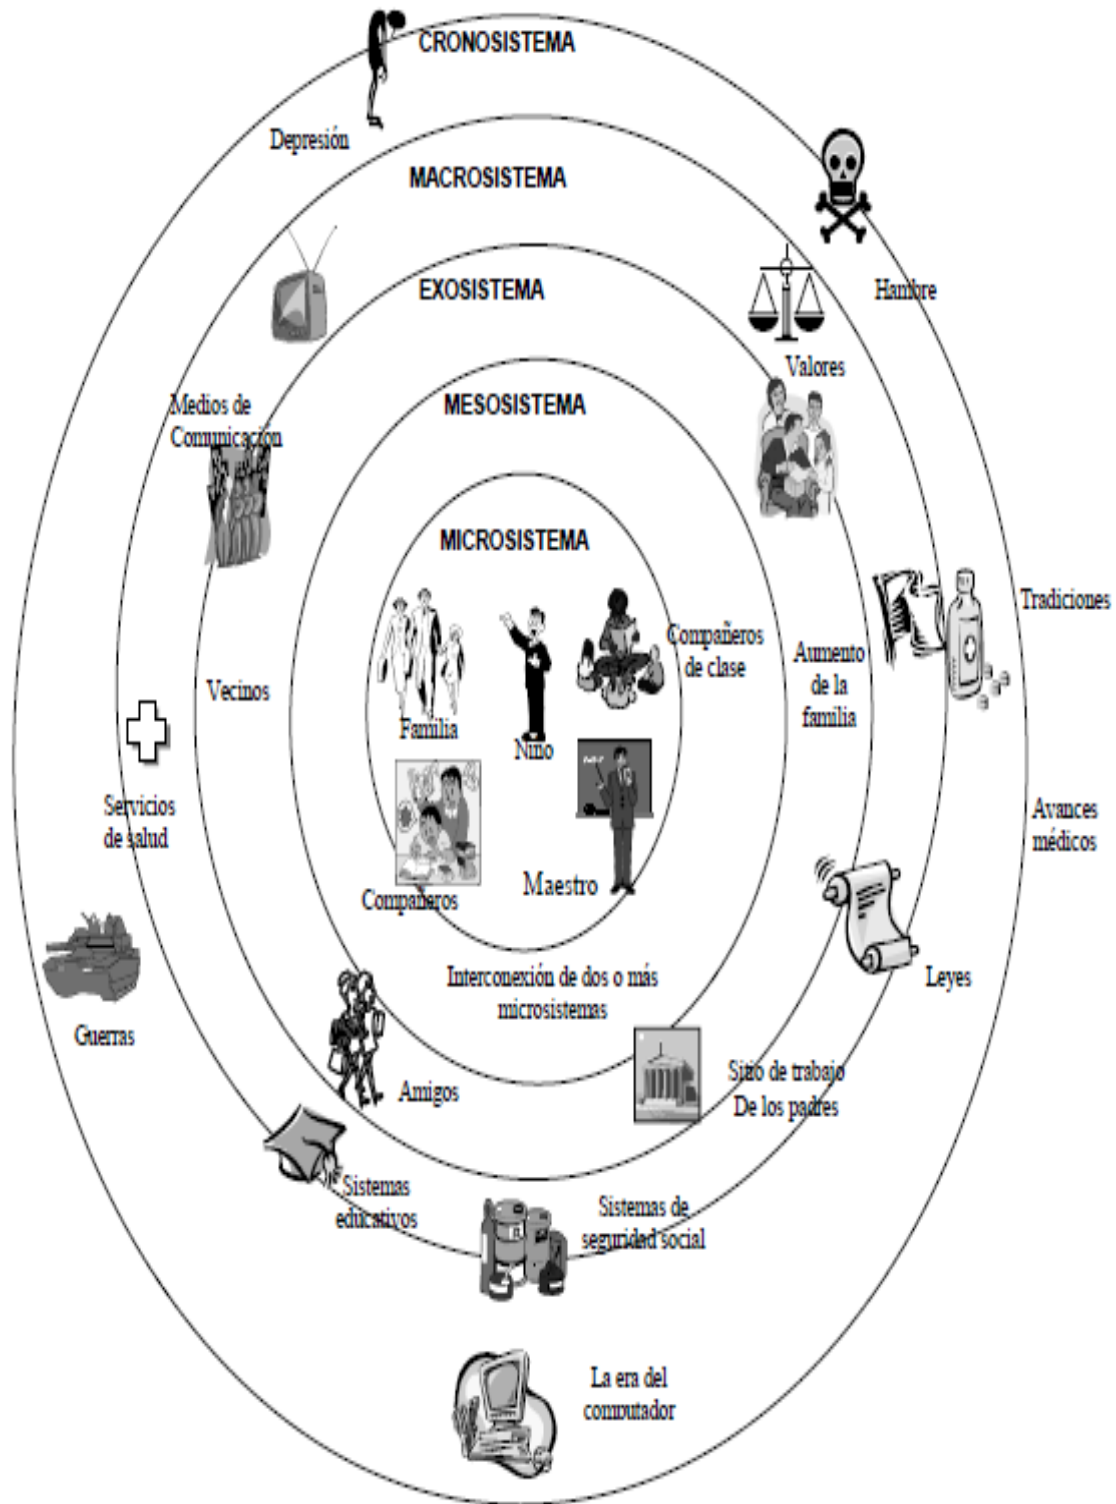 CRONOSISTEMA
Depresión
MACROSISTEMA
EXOSISTEMA
Hambre
Valores
MESOSISTEMA
Medios de
Comunicación
MICROSISTEMA
Tradiciones
Compañeros
de clase
Aumento
de la
familia
Vecinos
Familia
Niño
Servicios
de salud
Avances
médicos
Maestro
Compañeros
Interconexión de dos o más
microsistemas
Leyes
Guerras
Amigos
Sitio de trabajo
De los padres
Sistemas
educativos
Sistemas de
seguridad social
La era del
computador